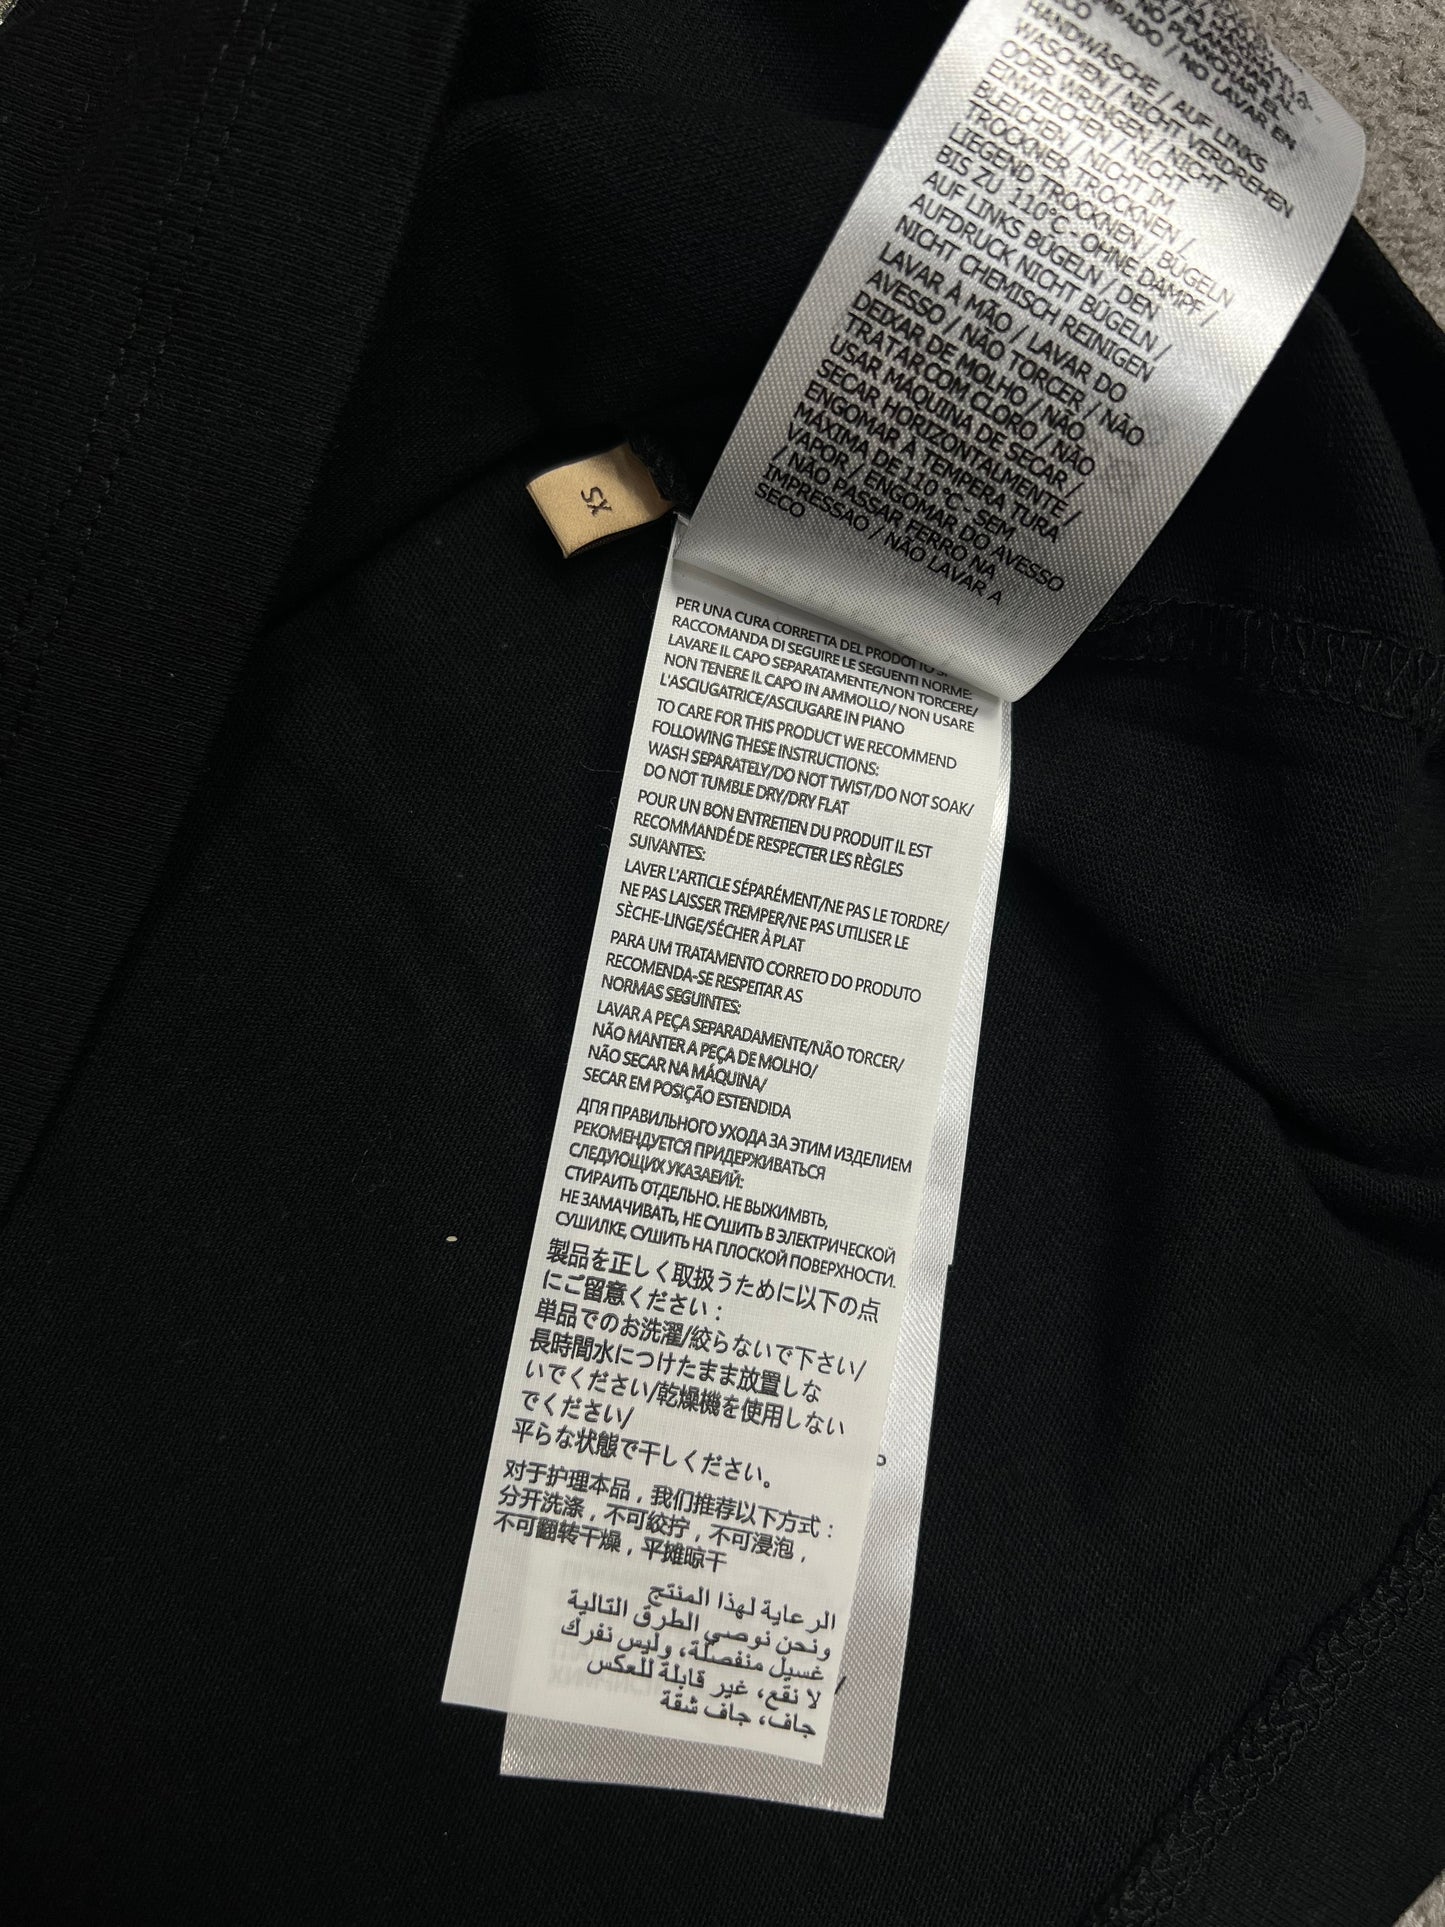 HANDWÄSCHE / AUF LINKS
WASCHEN / NICHT VERDREHEN
ODER WRINGEN / NICHT
EINWEICHEN / NICHT
BLEICHEN / NICHT IM
TROCKNER TROCKNEN /
LIEGEND TROCKNEN / BÜGELN
BIS ZU 110°C - OHNE DAMPF /
AUF LINKS BÜGELN / DEN
AUFDRUCK NICHT BÜGELN /
NICHT CHEMISCH REINIGEN
LAVAR À MÃO / LAVAR DO
AVESSO / NÃO TORCER / NÃO
DEIXAR DE MOLHO / NÃO
TRATAR COM CLORO / NÃO
USAR MÁQUINA DE SECAR /
SECAR HORIZONTALMENTE /
ENGOMAR À TEMPERA TURA
MÁXIMA DE 110 °C - SEM
VAPOR / ENGOMAR DO AVESSO
/ NÃO PASSAR FERRO NA
IMPRESSAO / NÃO LAVAR A
SECO
XS
PER UNA CURA CORRETTA DEL PRODOTTO SI
RACCOMANDA DI SEGUIRE LE SEGUENTI NORME:
LAVARE IL CAPO SEPARATAMENTE/NON TORCERE/
NON TENERE IL CAPO IN AMMOLLO/ NON USARE
L'ASCIUGATRICE/ASCIUGARE IN PIANO
TO CARE FOR THIS PRODUCT WE RECOMMEND
FOLLOWING THESE INSTRUCTIONS:
WASH SEPARATELY/DO NOT TWIST/DO NOT SOAK/
DO NOT TUMBLE DRY/DRY FLAT
POUR UN BON ENTRETIEN DU PRODUIT IL EST
RECOMMANDÉ DE RESPECTER LES RÈGLES
SUIVANTES:
LAVER L'ARTICLE SÉPARÉMENT/NE PAS LE TORDRE/
NE PAS LAISSER TREMPER/NE PAS UTILISER LE
SÈCHE-LINGE/SÉCHER À PLAT
PARA UM TRATAMENTO CORRETO DO PRODUTO
RECOMENDA-SE RESPEITAR AS
NORMAS SEGUINTES:
LAVAR A PEÇA SEPARADAMENTE/NÃO TORCER/
NÃO MANTER A PEÇA DE MOLHO/
NÃO SECAR NA MÁQUINA/
SECAR EM POSIÇÃO ESTENDIDA
ДПЯ ПРАВИЛЬНОГО УХОДА ЗА ЭТИМ ИЗДЕЛИЕМ
РЕКОМЕНДУЕТСЯ ПРИДЕРЖИВАТЬСЯ
СЛЕДУЮЩИХ УКАЗАЕИЙ:
СТИРАИТЬ ОТДЕЛЬНО. НЕ ВЫЖИМВТЬ,
НЕ ЗАМАЧИВАТЬ, НЕ СУШИТЬ В ЭЛЕКТРИЧЕСКОЙ
СУШИЛКЕ, СУШИТЬ НА ПЛОСКОЙ ПОВЕРХНОСТИ.
製品を正しく取扱うために以下の点
にご留意ください：
単品でのお洗濯/絞らないで下さい/
長時間水につけたまま放置しな
いでください/乾燥機を使用しない
でください/
平らな状態で干しください。
对于护理本品，我们推荐以下方式：
分开洗涤，不可绞拧，不可浸泡，
不可翻转干燥，平摊晾干
الرعاية لهذا المنتج
ونحن نوصي الطرق التالية
غسيل منفصلة، وليس نفرك
لا نقع، غير قابلة للعكس
جاف، جاف شقة